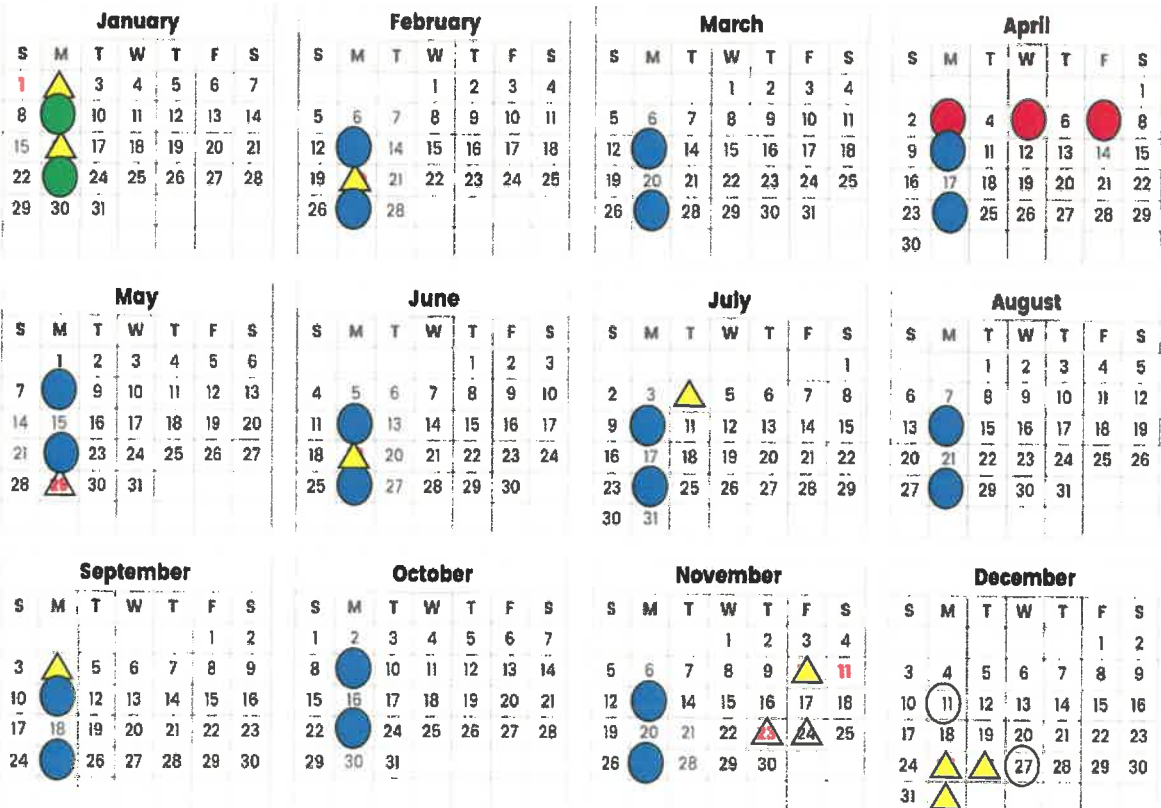 January
S M T W T F S
1 3 4 5 6 7
8 10 11 12 13 14
15 17 18 19 20 21
22 24 25 26 27 28
29 30 31
February
S M T W T F S
1 2 3 4
5 6 7 8 9 10 11
12 14 15 16 17 18
19 21 22 23 24 25
26 28
March
S M T W T F S
1 2 3 4
5 6 7 8 9 10 11
12 14 15 16 17 18
19 20 21 22 23 24 25
26 28 29 30 31
April
S M T W T F S
1
2 4 6 8
9 11 12 13 14 15
16 17 18 19 20 21 22
23 25 26 27 28 29
30
May
S M T W T F S
1 2 3 4 5 6
7 9 10 11 12 13
14 15 16 17 18 19 20
21 23 24 25 26 27
28 29 30 31
June
S M T W T F S
1 2 3
4 5 6 7 8 9 10
11 13 14 15 16 17
18 20 21 22 23 24
25 27 28 29 30
July
S M T W T F S
1
2 3 5 6 7 8
9 11 12 13 14 15
16 17 18 19 20 21 22
23 25 26 27 28 29
30 31
August
S M T W T F S
1 2 3 4 5
6 7 8 9 10 11 12
13 15 16 17 18 19
20 21 22 23 24 25 26
27 29 30 31
September
S M T W T F S
1 2
3 5 6 7 8 9
10 12 13 14 15 16
17 18 19 20 21 22 23
24 26 27 28 29 30
October
S M T W T F S
1 2 3 4 5 6 7
8 10 11 12 13 14
15 16 17 18 19 20 21
22 24 25 26 27 28
29 30 31
November
S M T W T F S
1 2 3 4
5 6 7 8 9 11
12 14 15 16 17 18
19 20 21 22 23 24 25
26 28 29 30
December
S M T W T F S
1 2
3 4 5 6 7 8 9
10 11 12 13 14 15 16
17 18 19 20 21 22 23
24 27 28 29 30
31